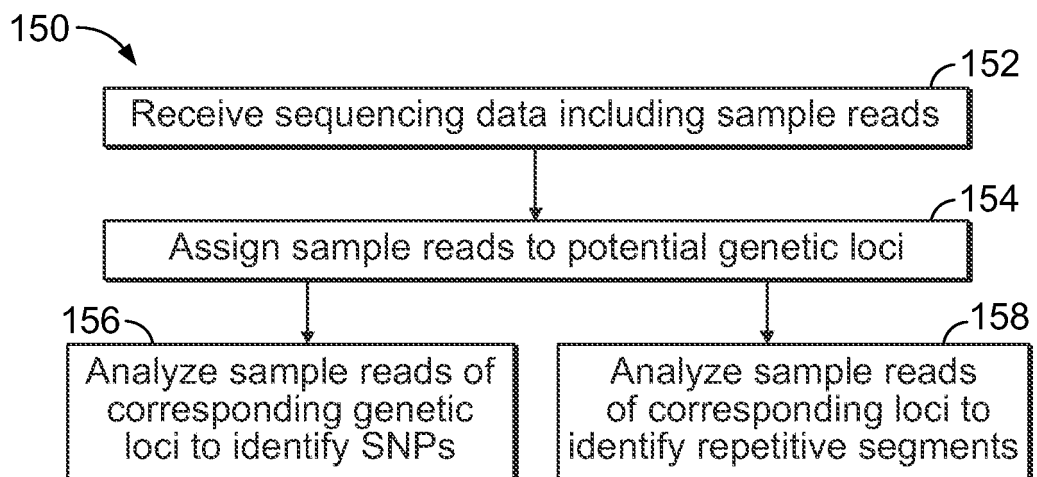 150
152
Receive sequencing data including sample reads
154
Assign sample reads to potential genetic loci
156
Analyze sample reads of
corresponding genetic
loci to identify SNPs
158
Analyze sample reads
of corresponding loci to
identify repetitive segments